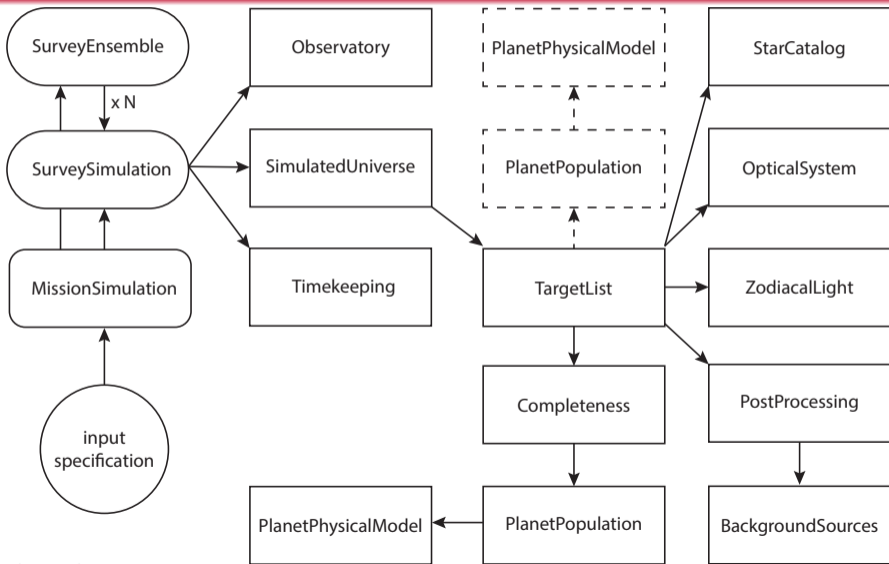 SurveyEnsemble
Observatory
PlanetPhysicalModel
StarCatalog
x N
SurveySimulation
SimulatedUniverse
PlanetPopulation
OpticalSystem
MissionSimulation
Timekeeping
TargetList
ZodiacalLight
input
specification
Completeness
PostProcessing
PlanetPhysicalModel
PlanetPopulation
BackgroundSources